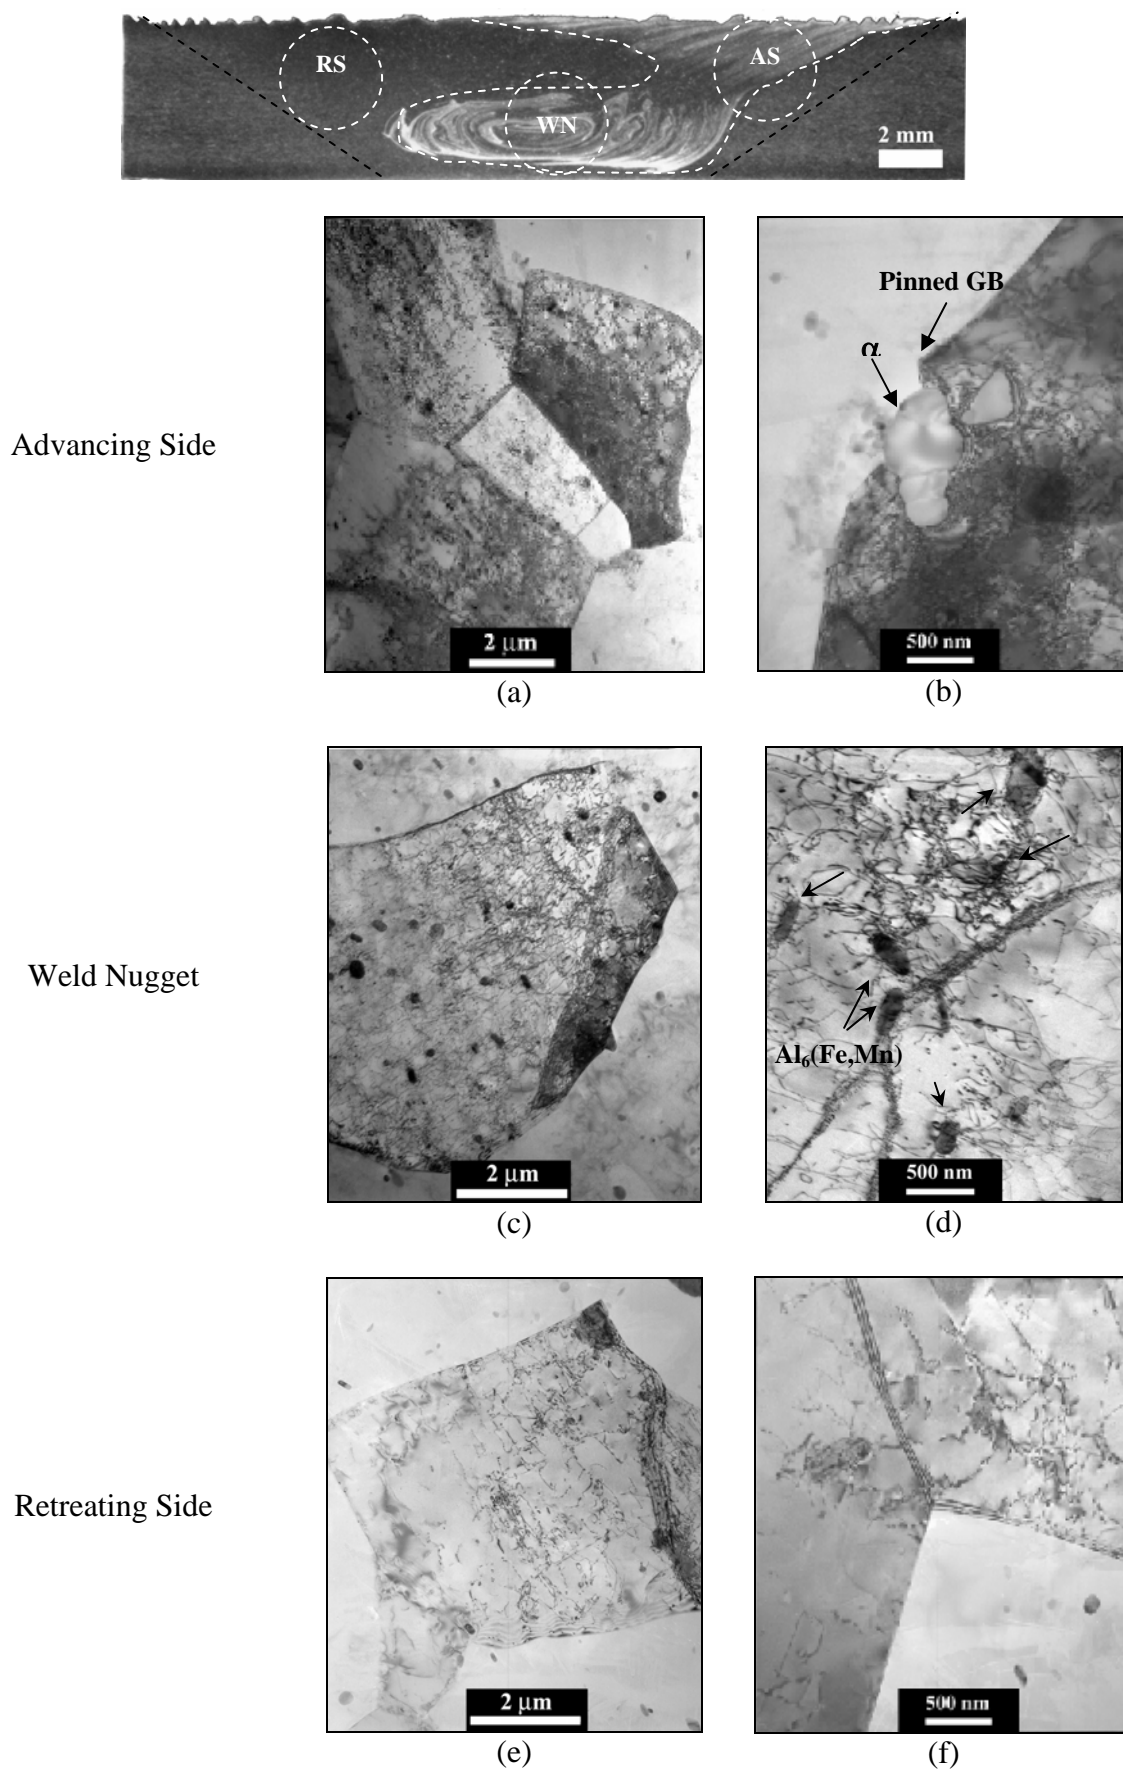 RS
AS
WN
2 mm
Advancing Side
2 μm
(a)
Pinned GB
α
500 nm
(b)
Weld Nugget
2 μm
(c)
Al₆(Fe,Mn)
500 nm
(d)
Retreating Side
2 μm
(e)
500 nm
(f)